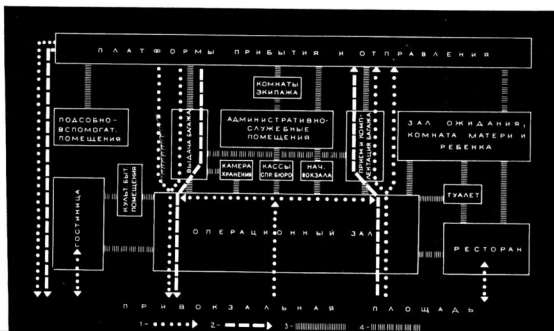 ПЛАТФОРМЫ ПРИБЫТИЯ И ОТПРАВЛЕНИЯ
КОМНАТЫ
ЭКИПАЖА
ПОДСОБНО-
ВСПОМОГАТ.
ПОМЕЩЕНИЯ
ВЫДАЧА БАГАЖА
АДМИНИСТРАТИВНО-
СЛУЖЕБНЫЕ
ПОМЕЩЕНИЯ
ПРИЕМ И КОМП-
ЛЕКТАЦИЯ БАГАЖА
ЗАЛ ОЖИДАНИЯ,
КОМНАТА МАТЕРИ И
РЕБЕНКА
КУЛЬТ. БЫТ.
ПОМЕЩЕНИЯ
КАМЕРА
ХРАНЕНИЯ
КАССЫ
СПР. БЮРО
НАЧ.
ВОКЗАЛА
ТУАЛЕТ
ГОСТИНИЦА
ОПЕРАЦИОННЫЙ ЗАЛ
РЕСТОРАН
ПРИВОКЗАЛЬНАЯ ПЛОЩАДЬ
1- 2- 3- 4-